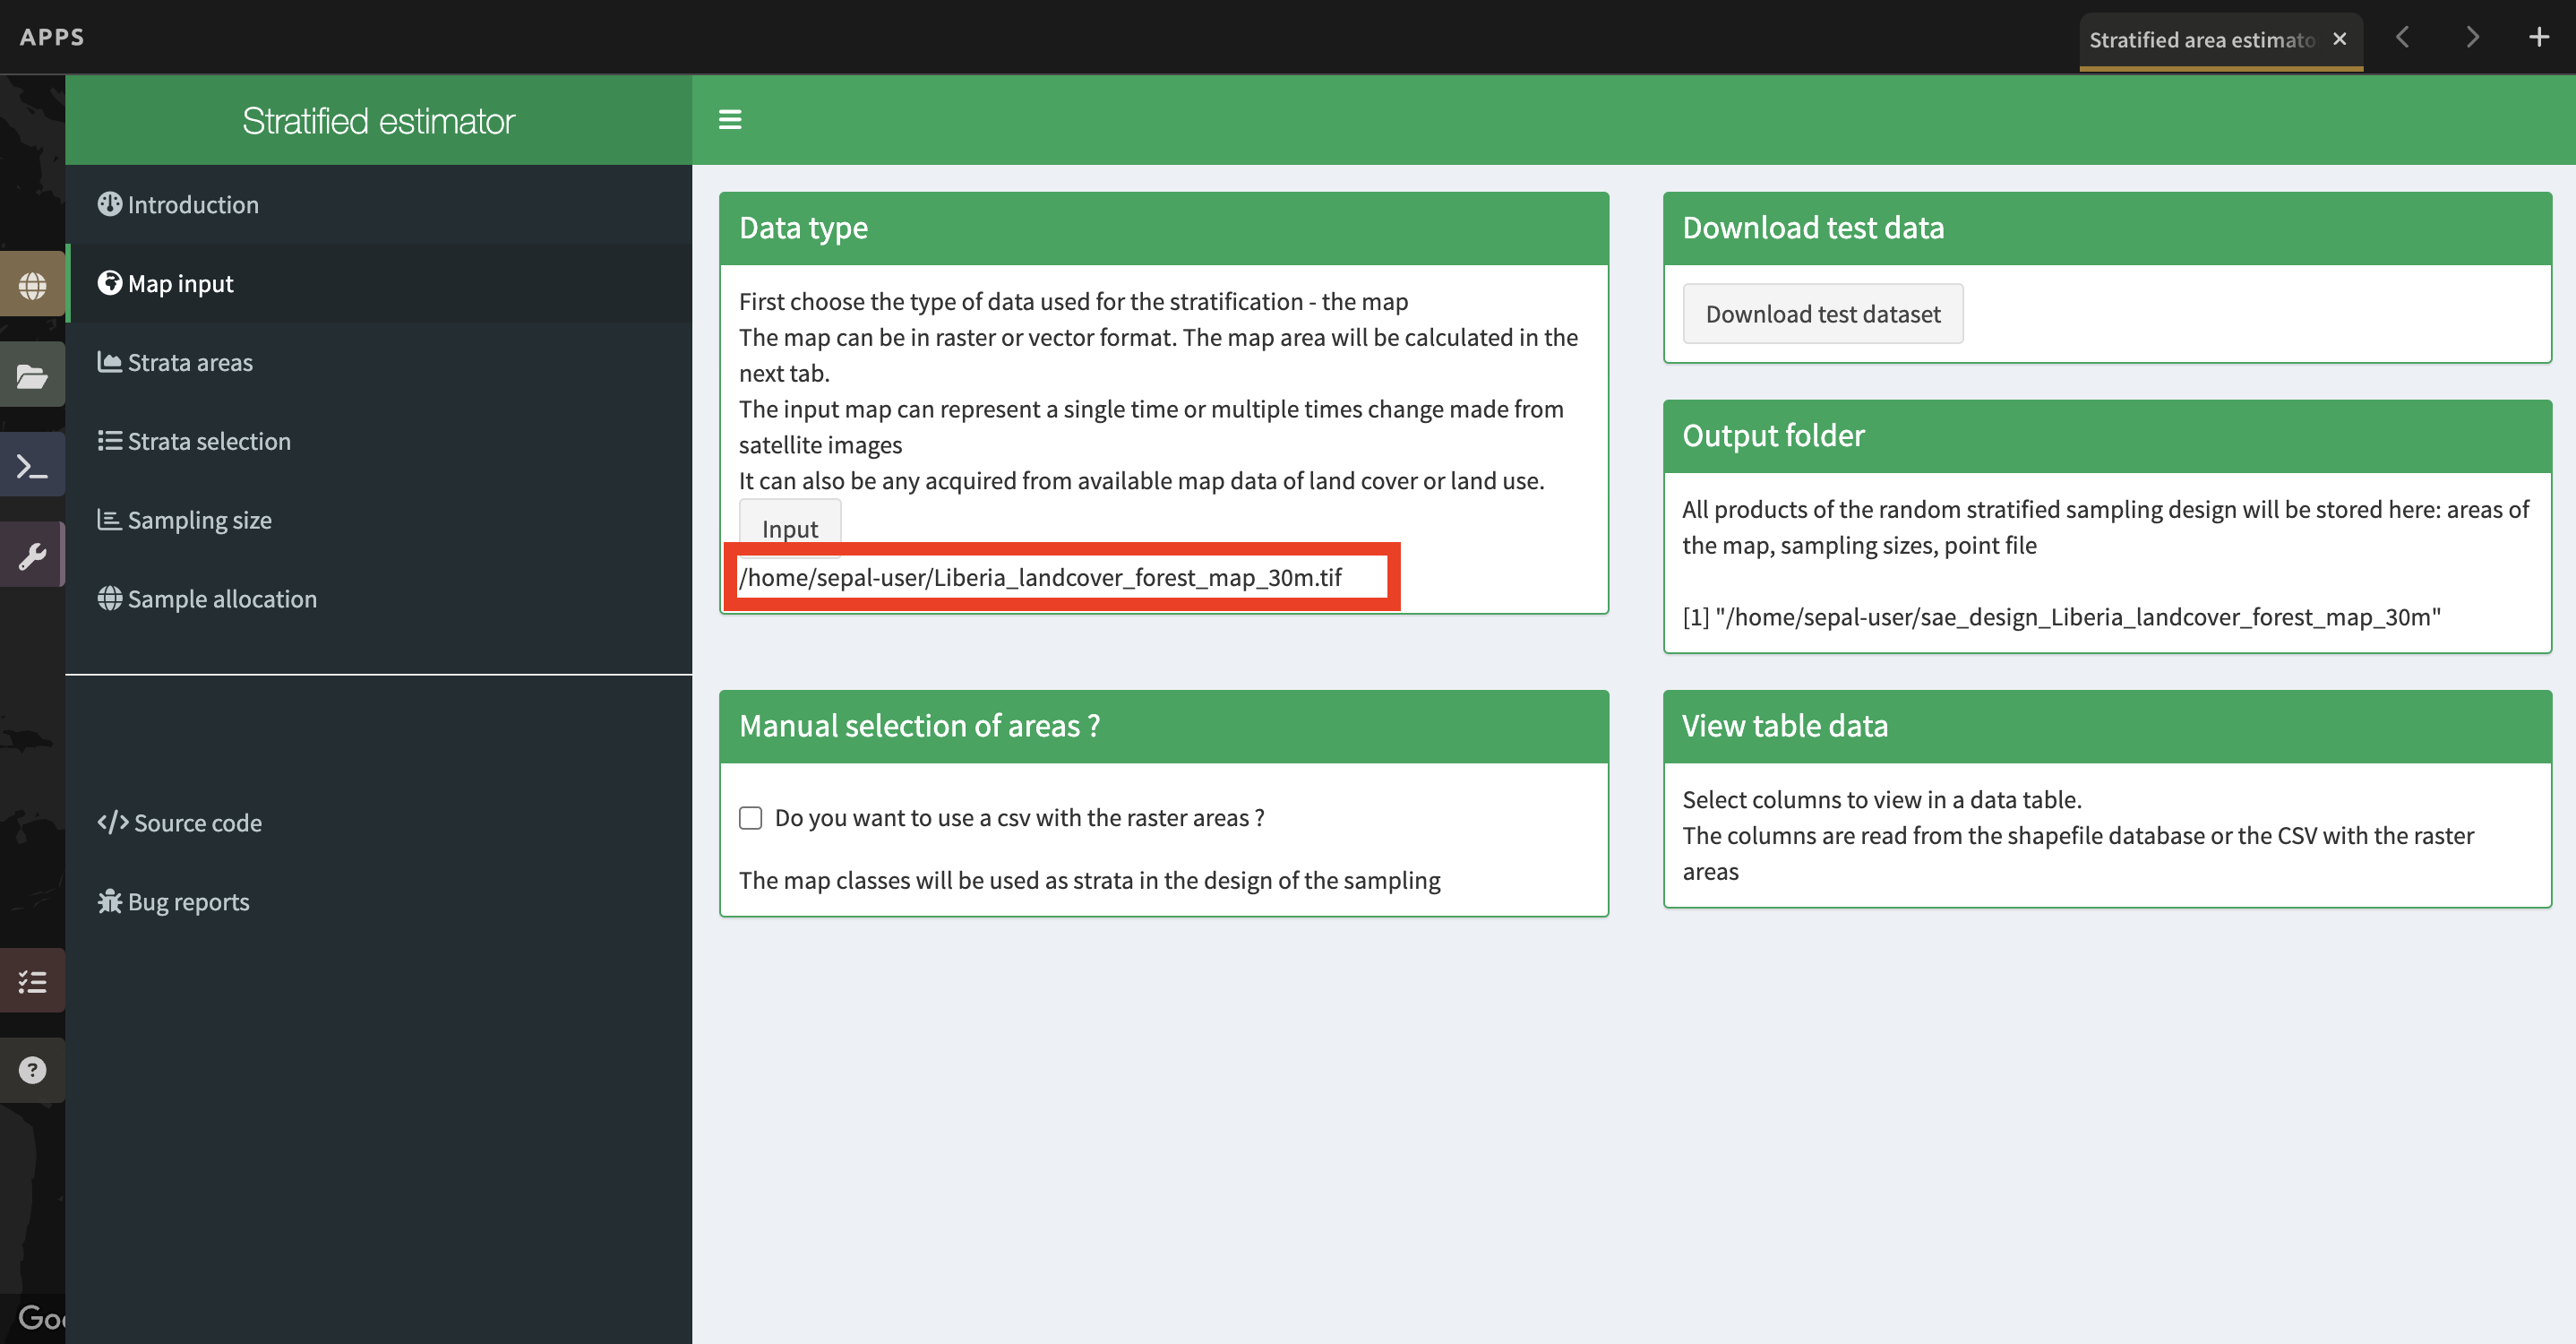 APPS
Stratified area estimato
Stratified estimator
Introduction
Map input
Strata areas
Strata selection
Sampling size
Sample allocation
Source code
Bug reports
Data type
First choose the type of data used for the stratification - the map
The map can be in raster or vector format. The map area will be calculated in the
next tab.
The input map can represent a single time or multiple times change made from
satellite images
It can also be any acquired from available map data of land cover or land use.
Input
/home/sepal-user/Liberia_landcover_forest_map_30m.tif
Manual selection of areas ?
Do you want to use a csv with the raster areas ?
The map classes will be used as strata in the design of the sampling
Download test data
Download test dataset
Output folder
All products of the random stratified sampling design will be stored here: areas of
the map, sampling sizes, point file
[1] "/home/sepal-user/sae_design_Liberia_landcover_forest_map_30m"
View table data
Select columns to view in a data table.
The columns are read from the shapefile database or the CSV with the raster
areas